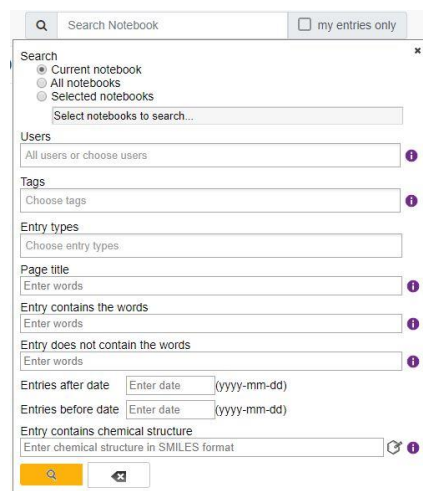 Search Notebook my entries only
Search
Current notebook
All notebooks
Selected notebooks
Select notebooks to search...
Users
All users or choose users
Tags
Choose tags
Entry types
Choose entry types
Page title
Enter words
Entry contains the words
Enter words
Entry does not contain the words
Enter words
Entries after date Enter date (yyyy-mm-dd)
Entries before date Enter date (yyyy-mm-dd)
Entry contains chemical structure
Enter chemical structure in SMILES format